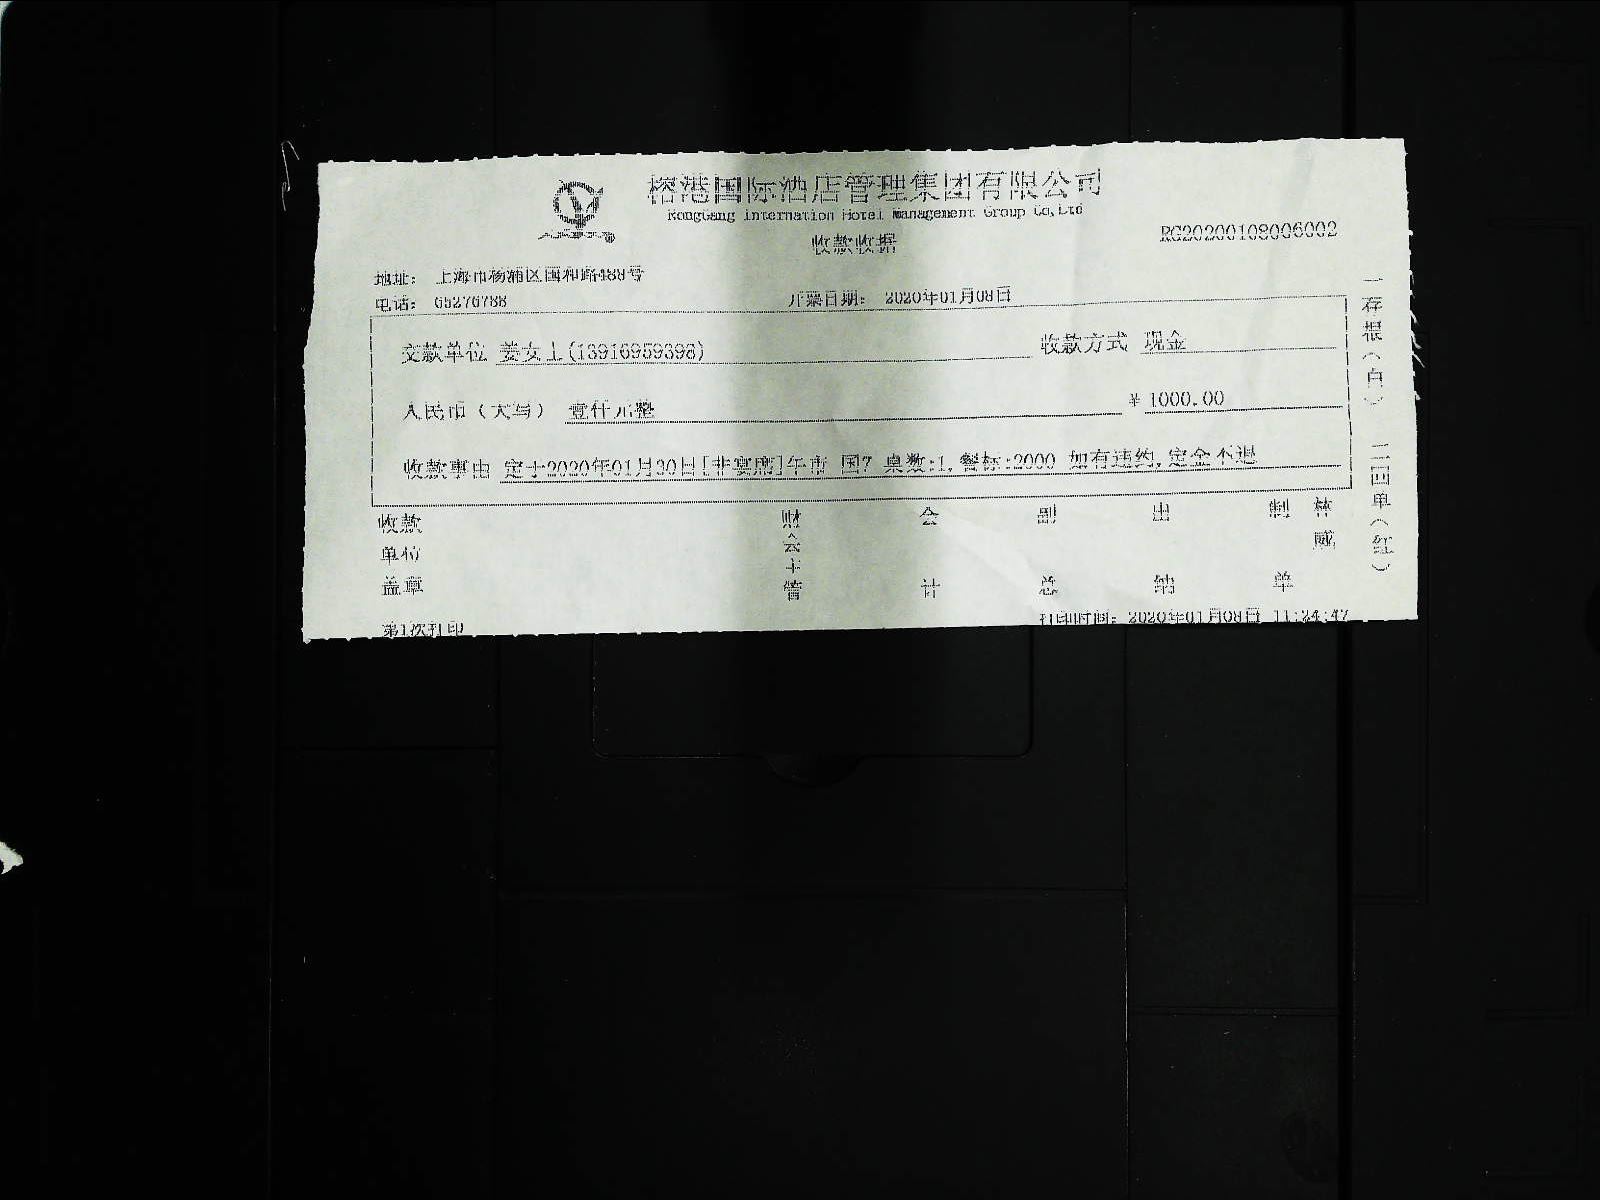 榕港国际酒店管理集团有限公司
RongGang internation Hotel management Group Co,Ltd
收款收据
RG20200108006002
地址： 上海市杨浦区国和路488号
电话： 65276788
开票日期： 2020年01月08日
交款单位 姜女士(13916959398)
收款方式 现金
人民币（大写） 壹仟元整
￥ 1000.00
收款事由 定于2020年01月30日[非宴席]午市 国7 桌数:1,餐标:2000 如有违约,定金不退
收款单位盖章
财会主管
会计
副总
出纳
制单
林威
一存根（白） 二回单（红）
第1次打印
打印时间： 2020年01月08日 11:24:47